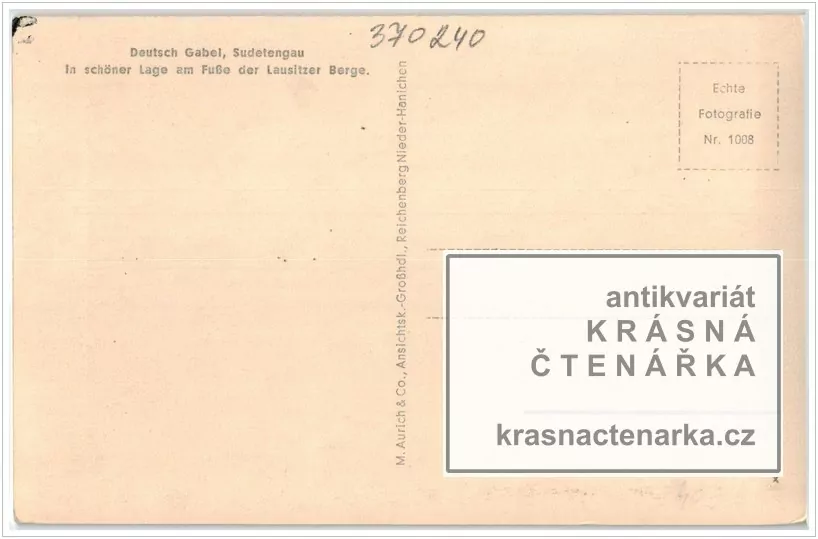 370240
Deutsch Gabel, Sudetengau
In schöner Lage am Fuße der Lausitzer Berge.
M. Aurich & Co., Ansichtsk.-Großhdl., Reichenberg Nieder-Hanichen
Echte
Fotografie
Nr. 1008
antikvariát
KRÁSNÁ
ČTENÁŘKA
krasnactenarka.cz